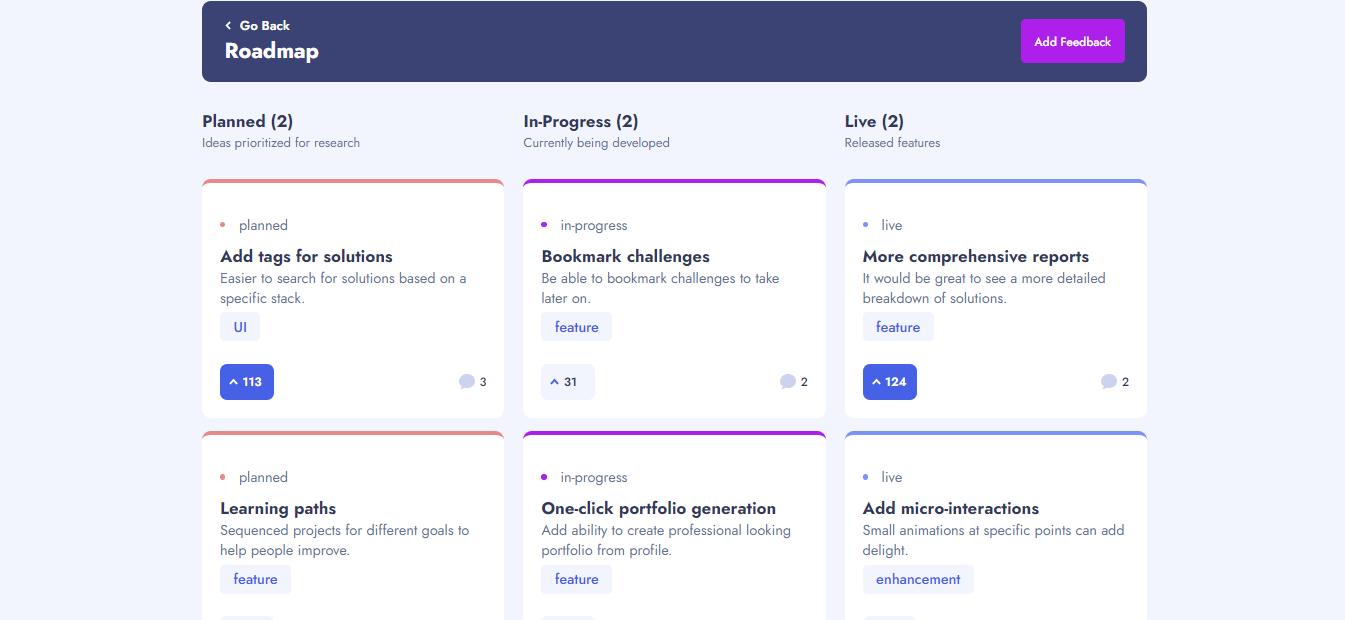 Go Back
Roadmap
Add Feedback
Planned (2)
Ideas prioritized for research
In-Progress (2)
Currently being developed
Live (2)
Released features
planned
Add tags for solutions
Easier to search for solutions based on a
specific stack.
UI
113
3
in-progress
Bookmark challenges
Be able to bookmark challenges to take
later on.
feature
31
2
live
More comprehensive reports
It would be great to see a more detailed
breakdown of solutions.
feature
124
2
planned
Learning paths
Sequenced projects for different goals to
help people improve.
feature
in-progress
One-click portfolio generation
Add ability to create professional looking
portfolio from profile.
feature
live
Add micro-interactions
Small animations at specific points can add
delight.
enhancement